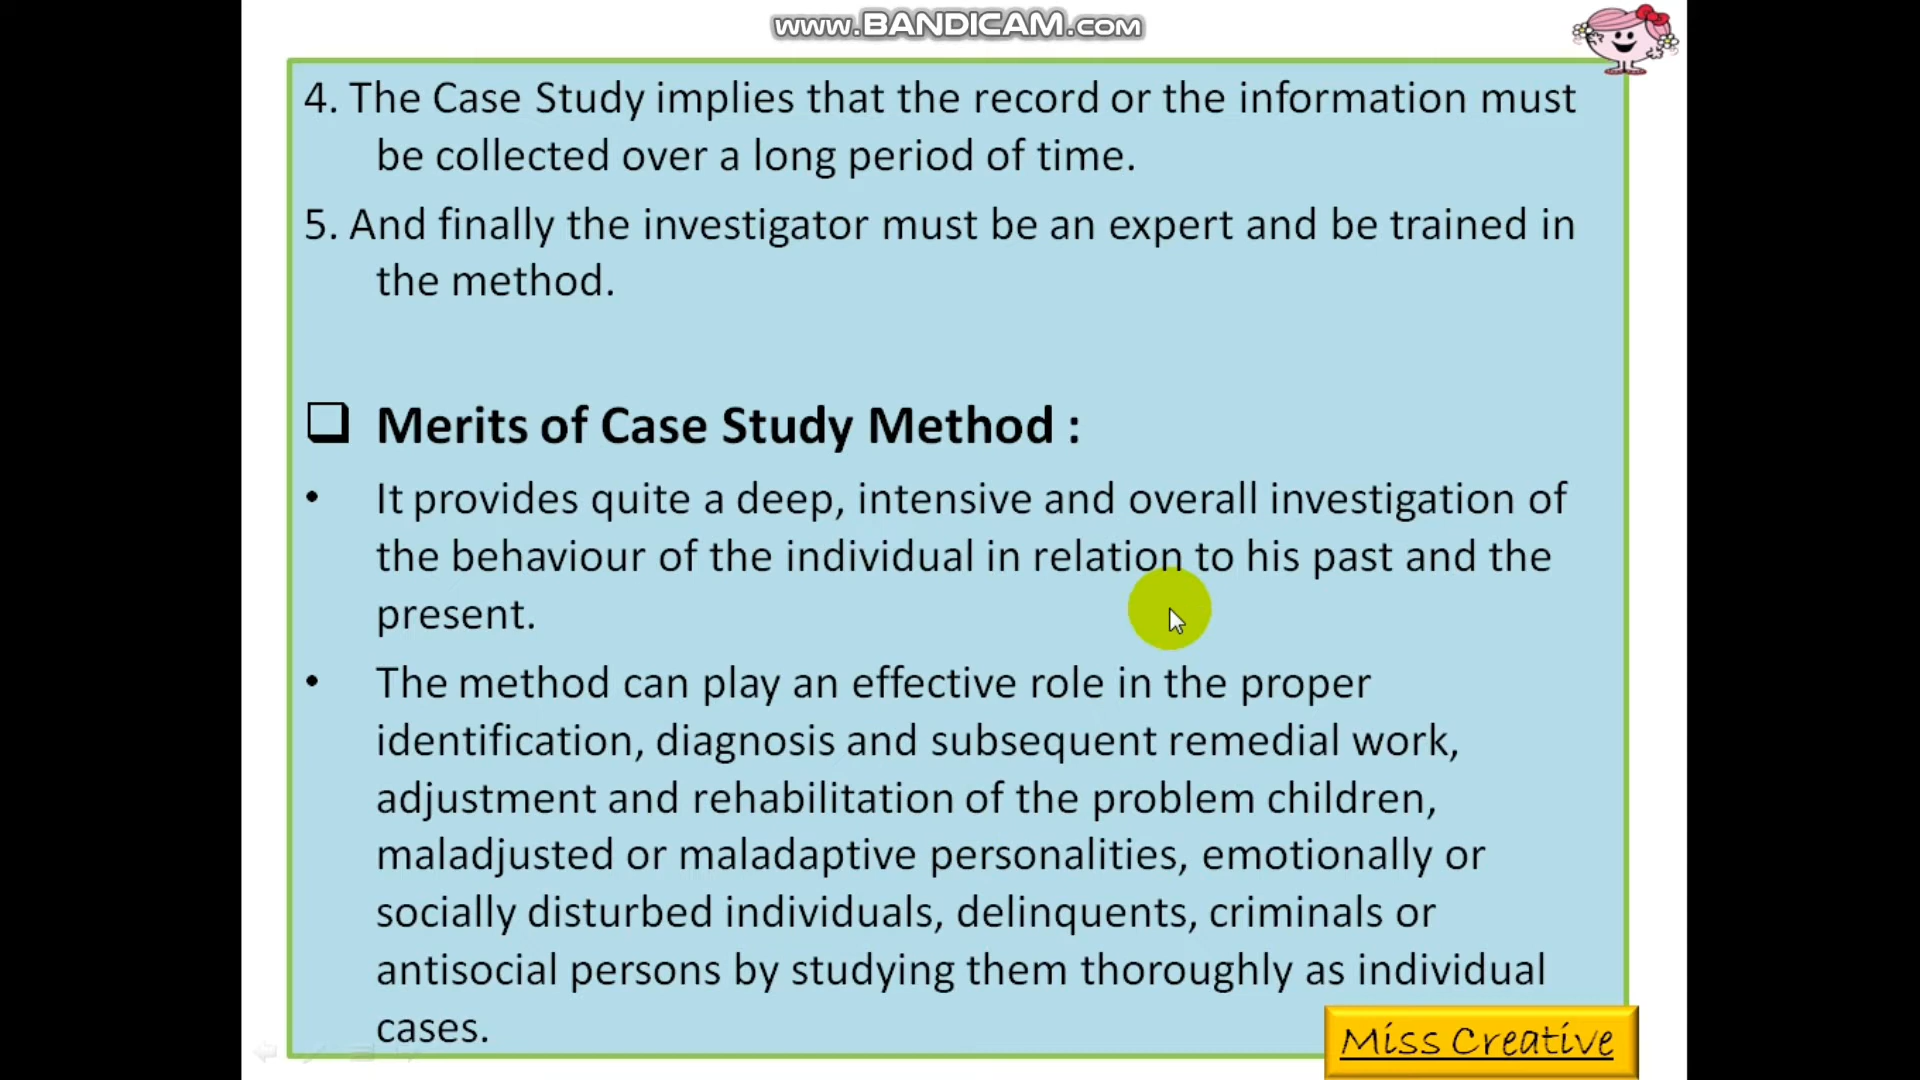 www.BANDICAM.com
4. The Case Study implies that the record or the information must
be collected over a long period of time.
5. And finally the investigator must be an expert and be trained in
the method.
❑ Merits of Case Study Method :
• It provides quite a deep, intensive and overall investigation of
the behaviour of the individual in relation to his past and the
present.
• The method can play an effective role in the proper
identification, diagnosis and subsequent remedial work,
adjustment and rehabilitation of the problem children,
maladjusted or maladaptive personalities, emotionally or
socially disturbed individuals, delinquents, criminals or
antisocial persons by studying them thoroughly as individual
cases.
Miss Creative